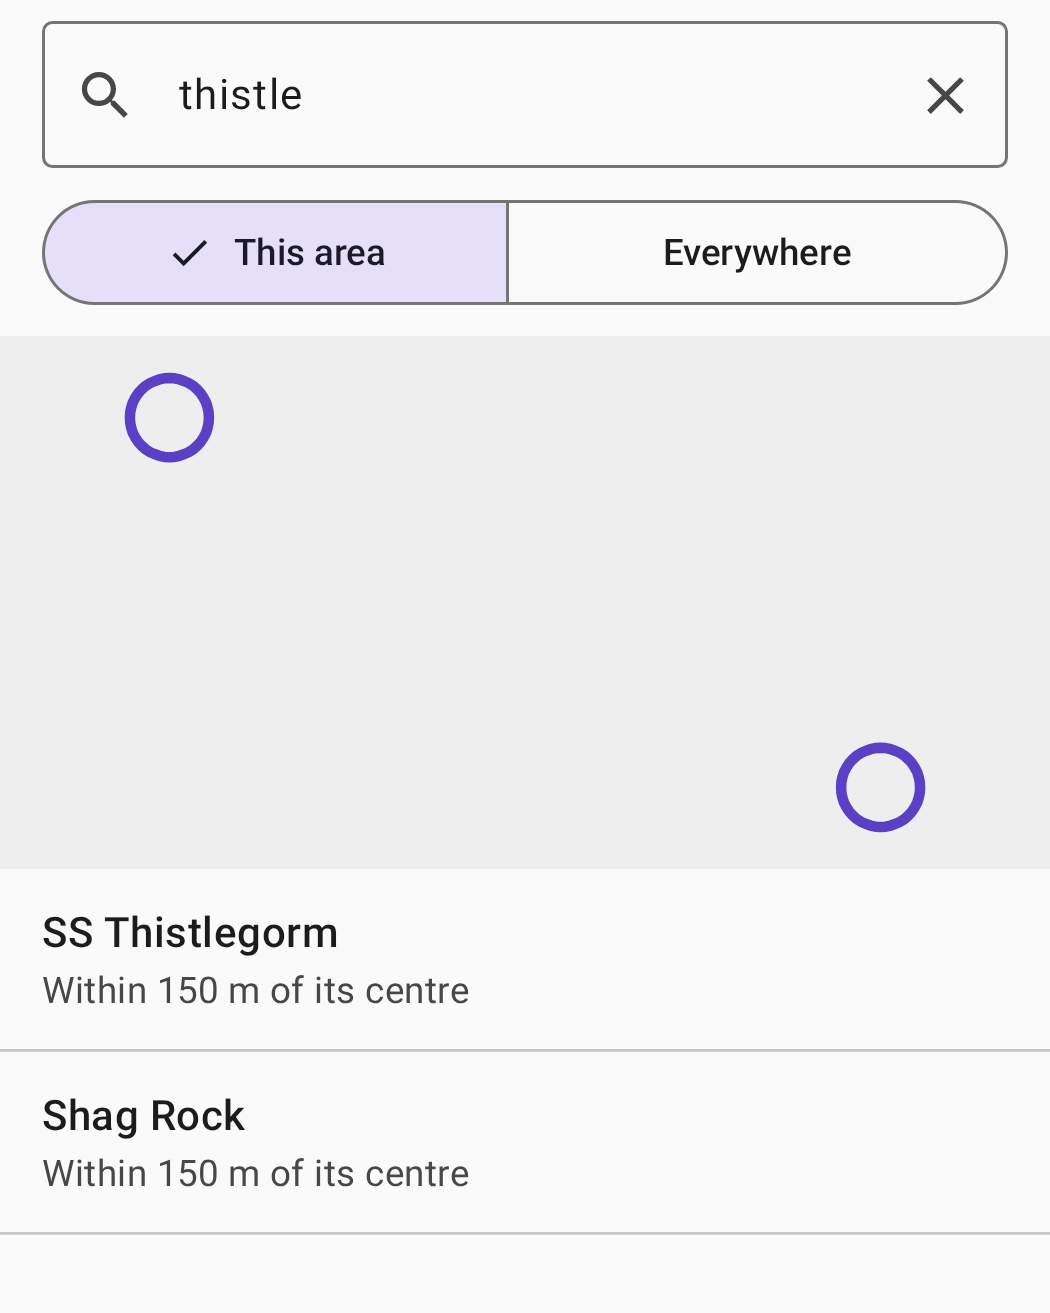 thistle
This area
Everywhere
SS Thistlegorm
Within 150 m of its centre
Shag Rock
Within 150 m of its centre